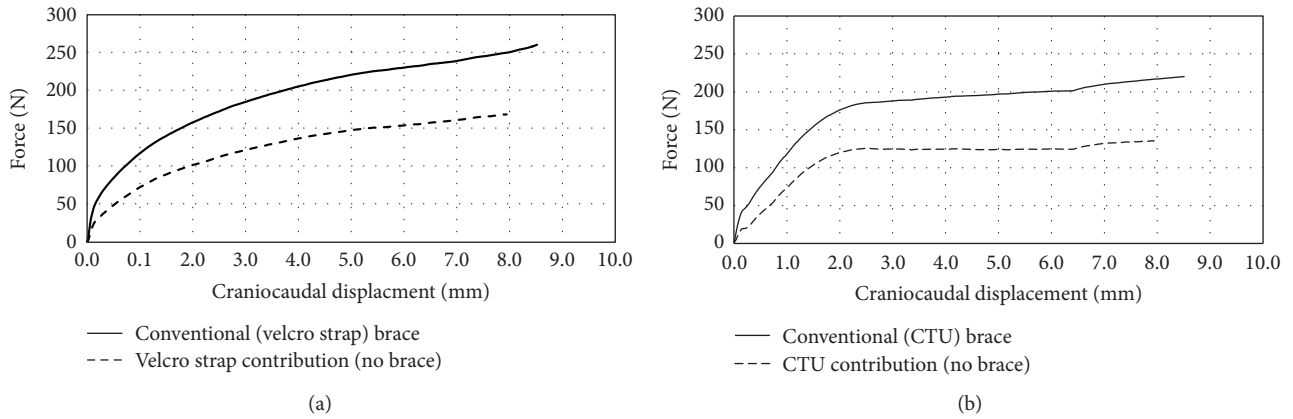 300
250
200
150
100
50
0
Force (N)
0.0 0.1 2.0 3.0 4.0 5.0 6.0 7.0 8.0 9.0 10.0
Craniocaudal displacment (mm)
Conventional (velcro strap) brace
Velcro strap contribution (no brace)
(a)
300
250
200
150
100
50
0
Force (N)
0.0 1.0 2.0 3.0 4.0 5.0 6.0 7.0 8.0 9.0 10.0
Craniocaudal displacement (mm)
Conventional (CTU) brace
CTU contribution (no brace)
(b)